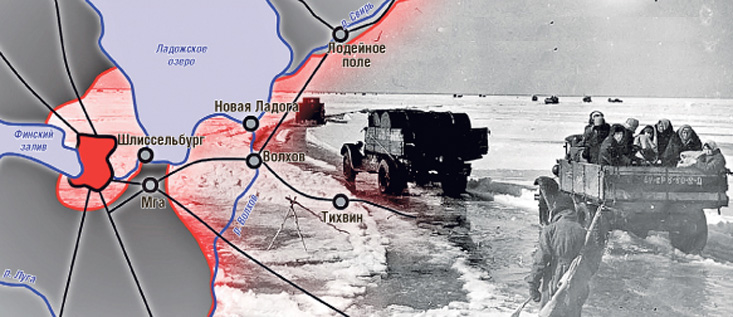 р. Свирь
Ладожское
озеро
Лодейное
поле
Новая Ладога
Финский
залив
Шлиссельбург
Волхов
Мга
Тихвин
р. Волхов
р. Луга